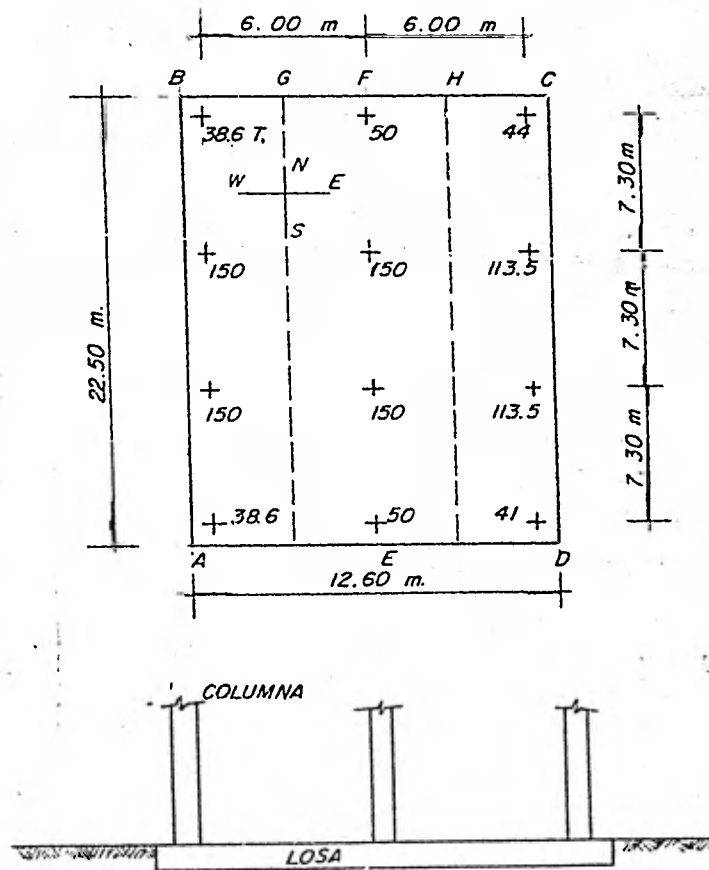 6.00 m 6.00 m
B G F H C
38.6 T. 50 44
N
W E
S
150 150 113.5
150 150 113.5
38.6 50 41
A E D
12.60 m.
22.50 m.
7.30 m
7.30 m
7.30 m
COLUMNA
LOSA